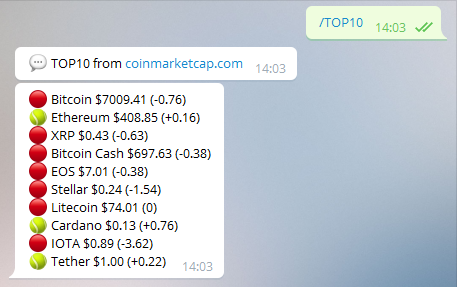 /TOP10 14:03
💬 TOP10 from coinmarketcap.com 14:03
🔴 Bitcoin $7009.41 (-0.76)
🎾 Ethereum $408.85 (+0.16)
🔴 XRP $0.43 (-0.63)
🔴 Bitcoin Cash $697.63 (-0.38)
🔴 EOS $7.01 (-0.38)
🔴 Stellar $0.24 (-1.54)
🔴 Litecoin $74.01 (0)
🎾 Cardano $0.13 (+0.76)
🔴 IOTA $0.89 (-3.62)
🎾 Tether $1.00 (+0.22) 14:03